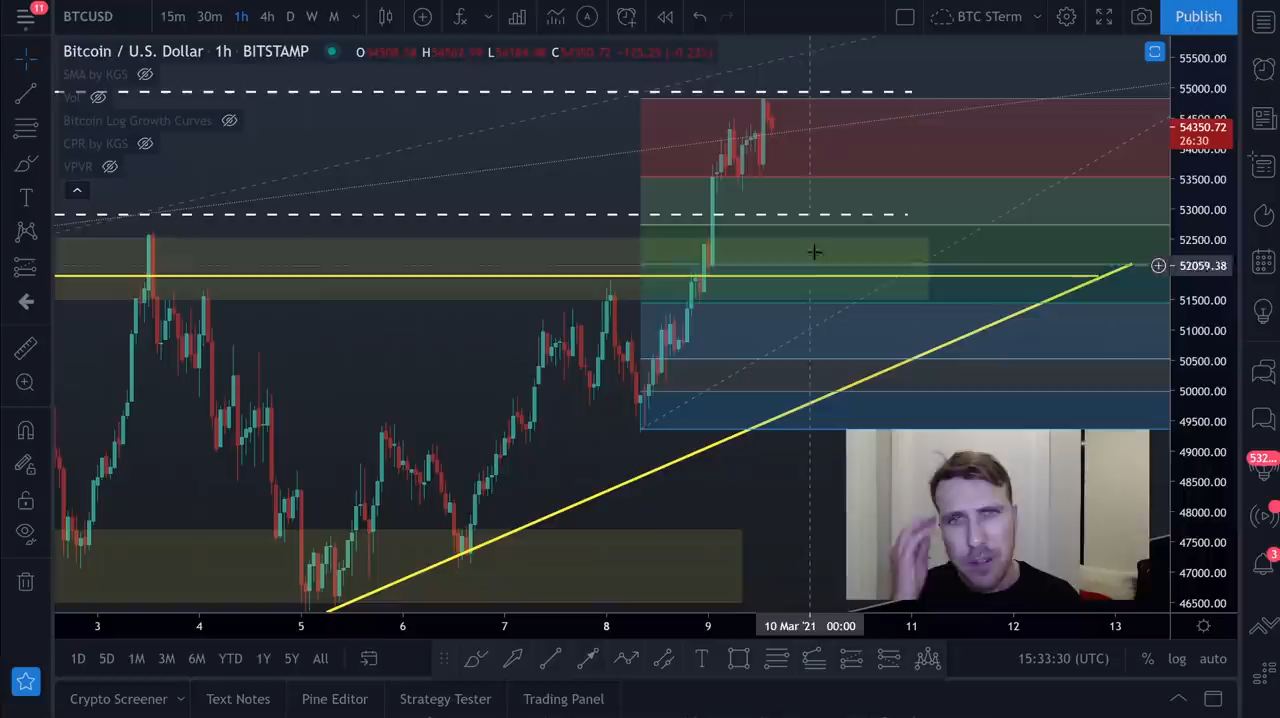 11 BTCUSD 15m 30m 1h 4h D W M BTC STerm Publish
Bitcoin / U.S. Dollar · 1h · BITSTAMP O H L C
SMA by KGS
Vol
Bitcoin Log Growth Curves
CPR by KGS
VPVR
55500.00
55000.00
54350.72
26:30
53500.00
53000.00
52500.00
52059.38
51500.00
51000.00
50500.00
50000.00
49500.00
49000.00
48500.00
48000.00
47500.00
47000.00
46500.00
532...
3
3 4 5 6 7 8 9 10 Mar '21 00:00 11 12 13
1D 5D 1M 3M 6M YTD 1Y 5Y All 15:33:30 (UTC) % log auto
Crypto Screener Text Notes Pine Editor Strategy Tester Trading Panel